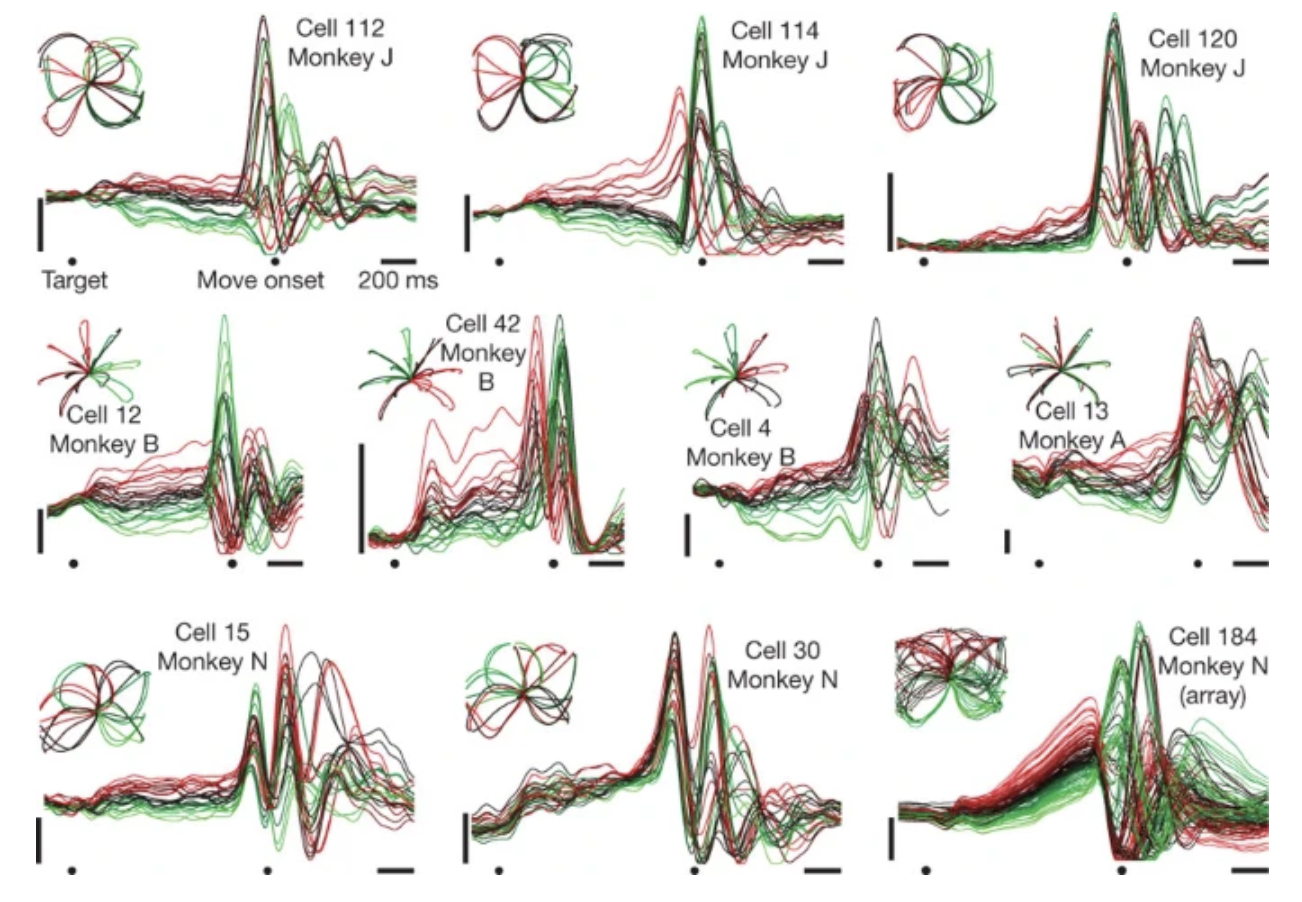 Cell 112
Monkey J
Cell 114
Monkey J
Cell 120
Monkey J
Target
Move onset
200 ms
Cell 12
Monkey B
Cell 42
Monkey
B
Cell 4
Monkey B
Cell 13
Monkey A
Cell 15
Monkey N
Cell 30
Monkey N
Cell 184
Monkey N
(array)